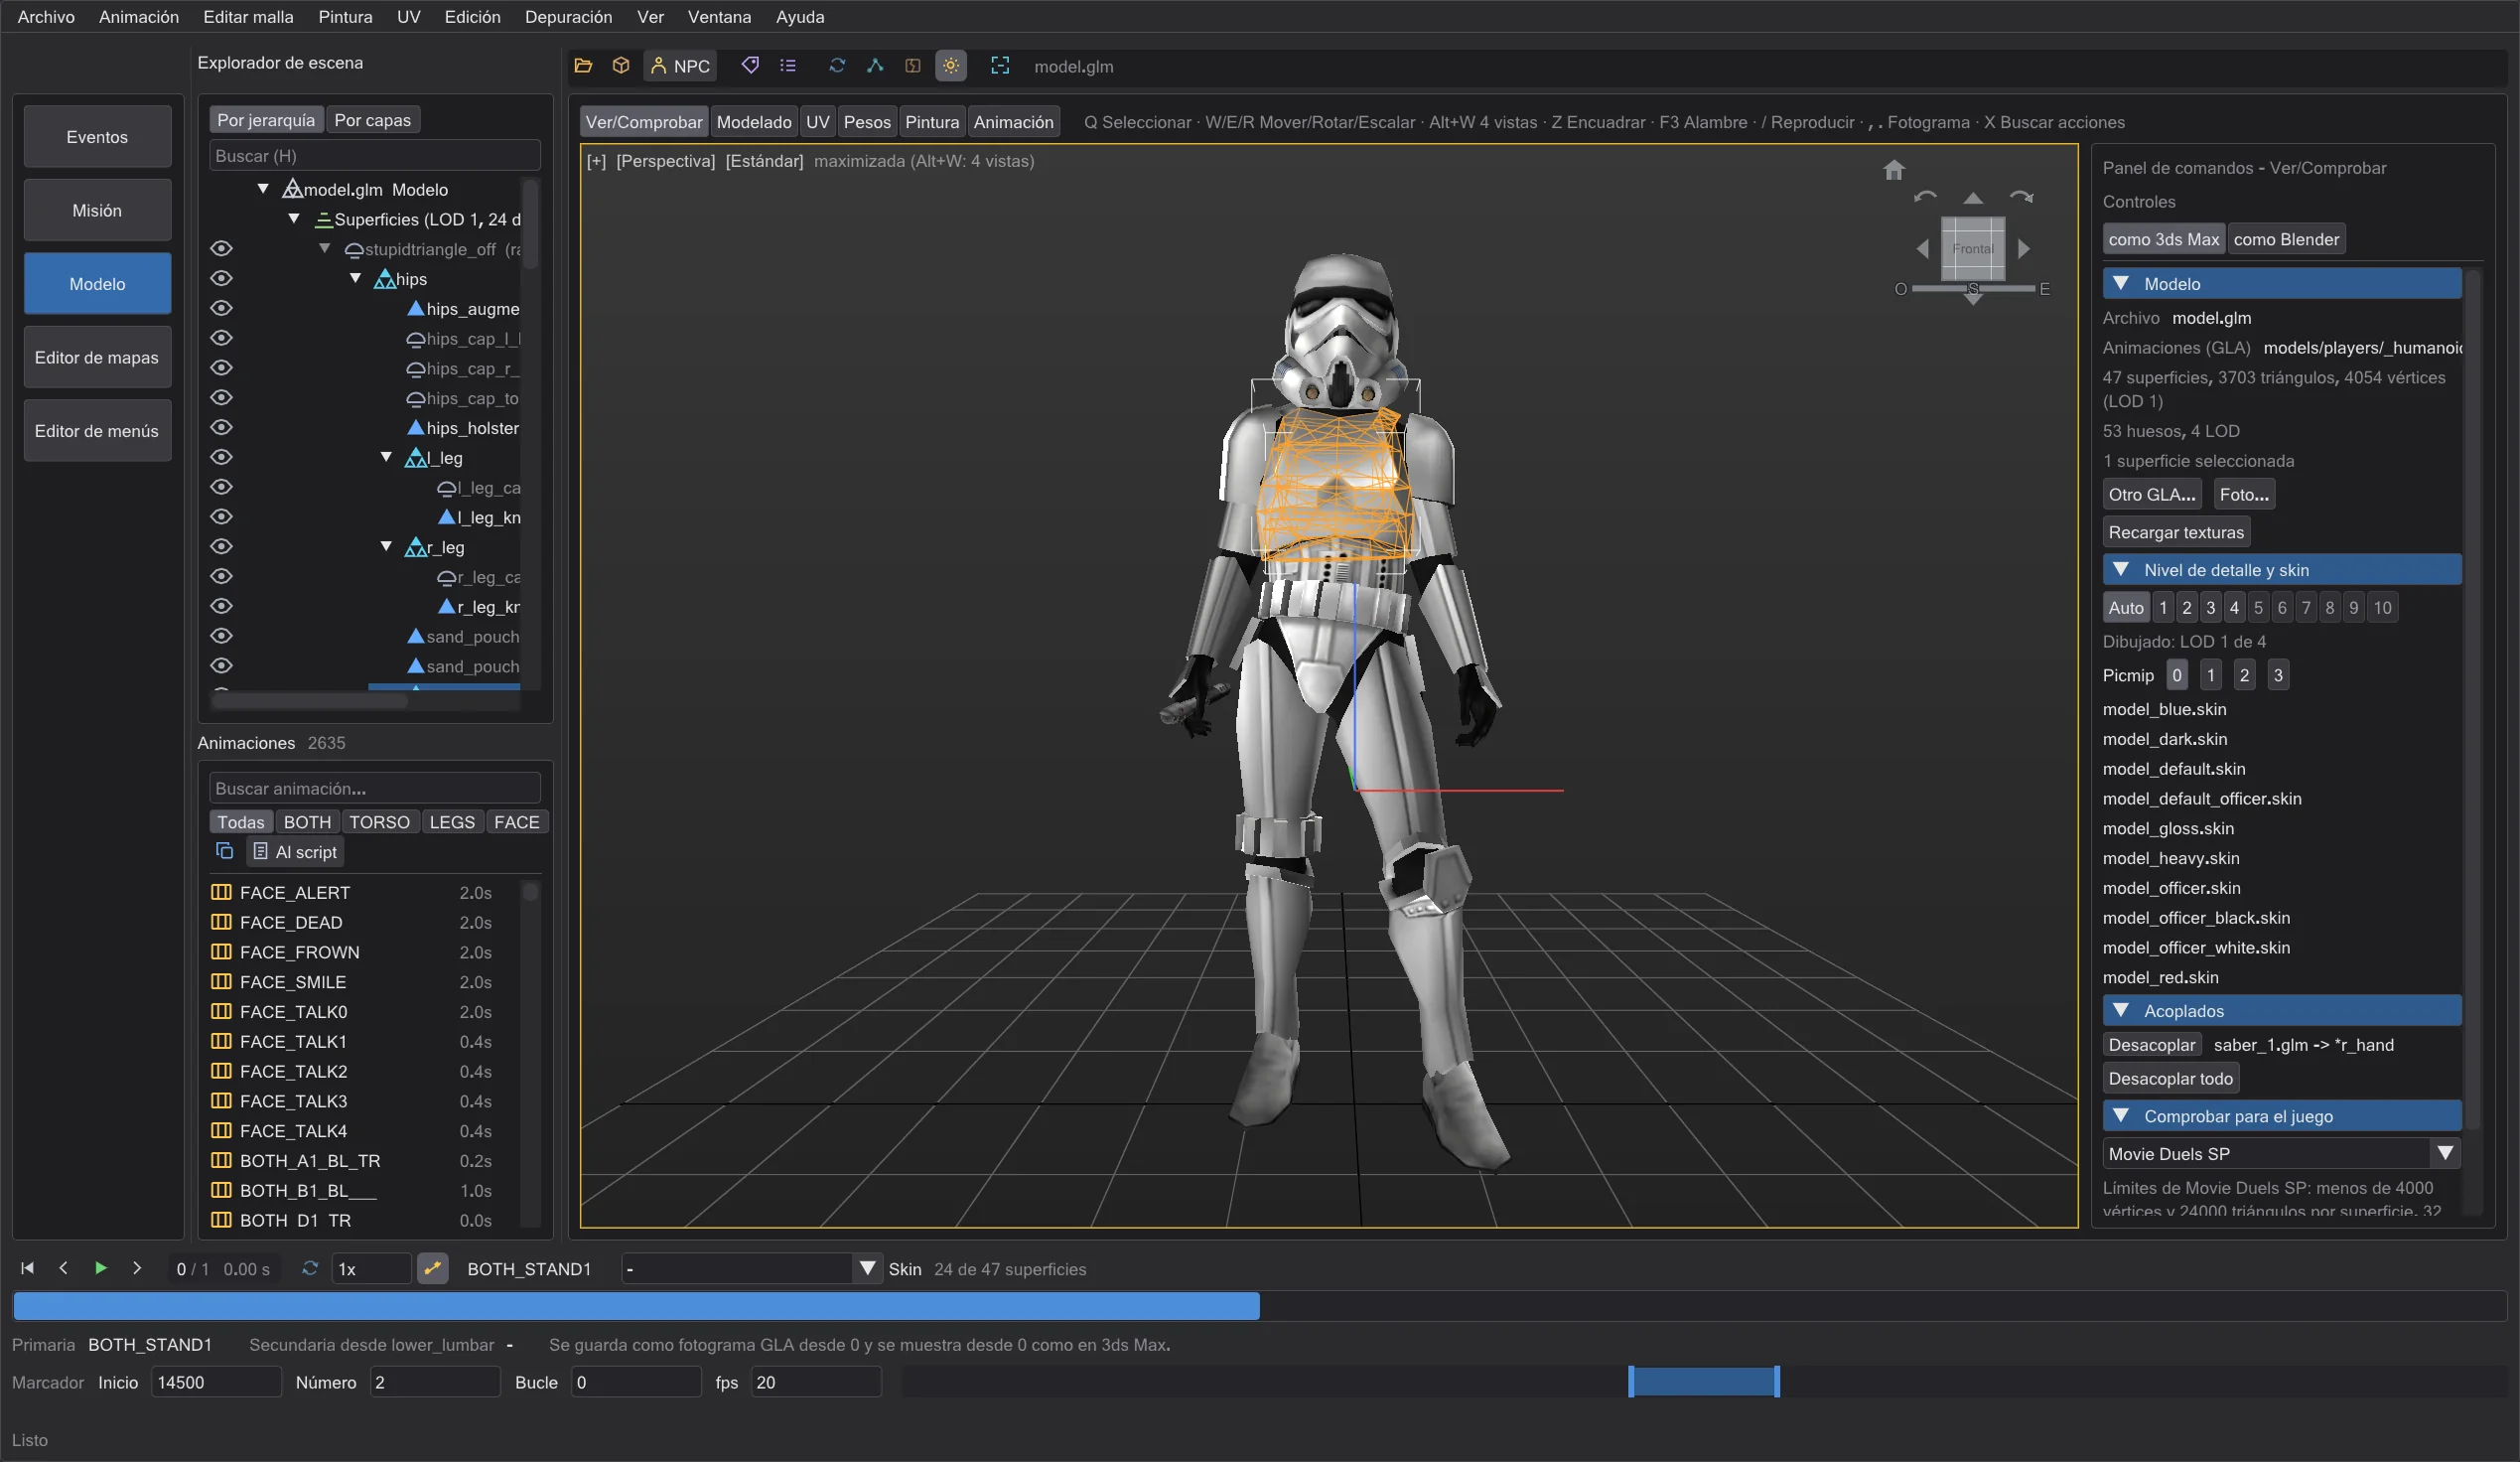 Archivo Animación Editar malla Pintura UV Edición Depuración Ver Ventana Ayuda
Explorador de escena
NPC
model.glm
Eventos
Misión
Modelo
Editor de mapas
Editor de menús
Por jerarquía Por capas
Buscar (H)
model.glm Modelo
Superficies (LOD 1, 24 d
stupidtriangle_off (ra
hips
hips_augme
hips_cap_l_l
hips_cap_r_
hips_cap_to
hips_holster
l_leg
l_leg_ca
l_leg_kn
r_leg
r_leg_ca
r_leg_kn
sand_pouch
sand_pouch
Animaciones 2635
Buscar animación...
Todas BOTH TORSO LEGS FACE
Al script
FACE_ALERT 2.0s
FACE_DEAD 2.0s
FACE_FROWN 2.0s
FACE_SMILE 2.0s
FACE_TALK0 2.0s
FACE_TALK1 0.4s
FACE_TALK2 0.4s
FACE_TALK3 0.4s
FACE_TALK4 0.4s
BOTH_A1_BL_TR 0.2s
BOTH_B1_BL___ 1.0s
BOTH_D1_TR 0.0s
Ver/Comprobar Modelado UV Pesos Pintura Animación Q Seleccionar · W/E/R Mover/Rotar/Escalar · Alt+W 4 vistas · Z Encuadrar · F3 Alambre · / Reproducir · , . Fotograma · X Buscar acciones
[+] [Perspectiva] [Estándar] maximizada (Alt+W: 4 vistas)
Frontal
O S E
Panel de comandos - Ver/Comprobar
Controles
como 3ds Max como Blender
Modelo
Archivo model.glm
Animaciones (GLA) models/players/_humanoid
47 superficies, 3703 triángulos, 4054 vértices
(LOD 1)
53 huesos, 4 LOD
1 superficie seleccionada
Otro GLA... Foto...
Recargar texturas
Nivel de detalle y skin
Auto 1 2 3 4 5 6 7 8 9 10
Dibujado: LOD 1 de 4
Picmip 0 1 2 3
model_blue.skin
model_dark.skin
model_default.skin
model_default_officer.skin
model_gloss.skin
model_heavy.skin
model_officer.skin
model_officer_black.skin
model_officer_white.skin
model_red.skin
Acoplados
Desacoplar saber_1.glm -> *r_hand
Desacoplar todo
Comprobar para el juego
Movie Duels SP
Límites de Movie Duels SP: menos de 4000
vértices y 24000 triángulos por superficie, 32
0 / 1 0.00 s 1x BOTH_STAND1 - Skin 24 de 47 superficies
Primaria BOTH_STAND1 Secundaria desde lower_lumbar - Se guarda como fotograma GLA desde 0 y se muestra desde 0 como en 3ds Max.
Marcador Inicio 14500 Número 2 Bucle 0 fps 20
Listo